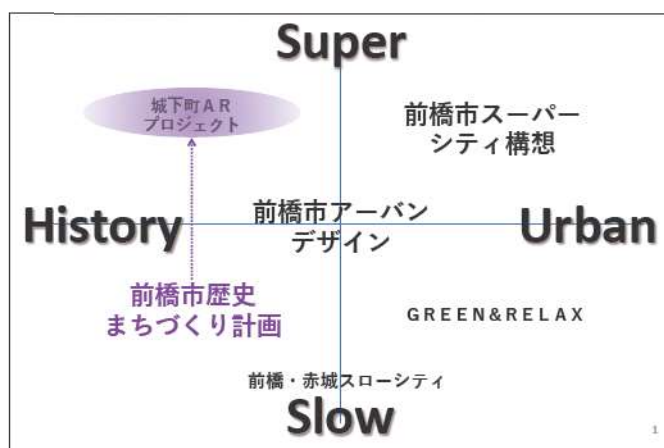 Super
城下町ＡＲ
プロジェクト
前橋市スーパー
シティ構想
History
前橋市アーバン
デザイン
Urban
前橋市歴史
まちづくり計画
ＧＲＥＥＮ&ＲＥＬＡＸ
前橋・赤城スローシティ
Slow
1